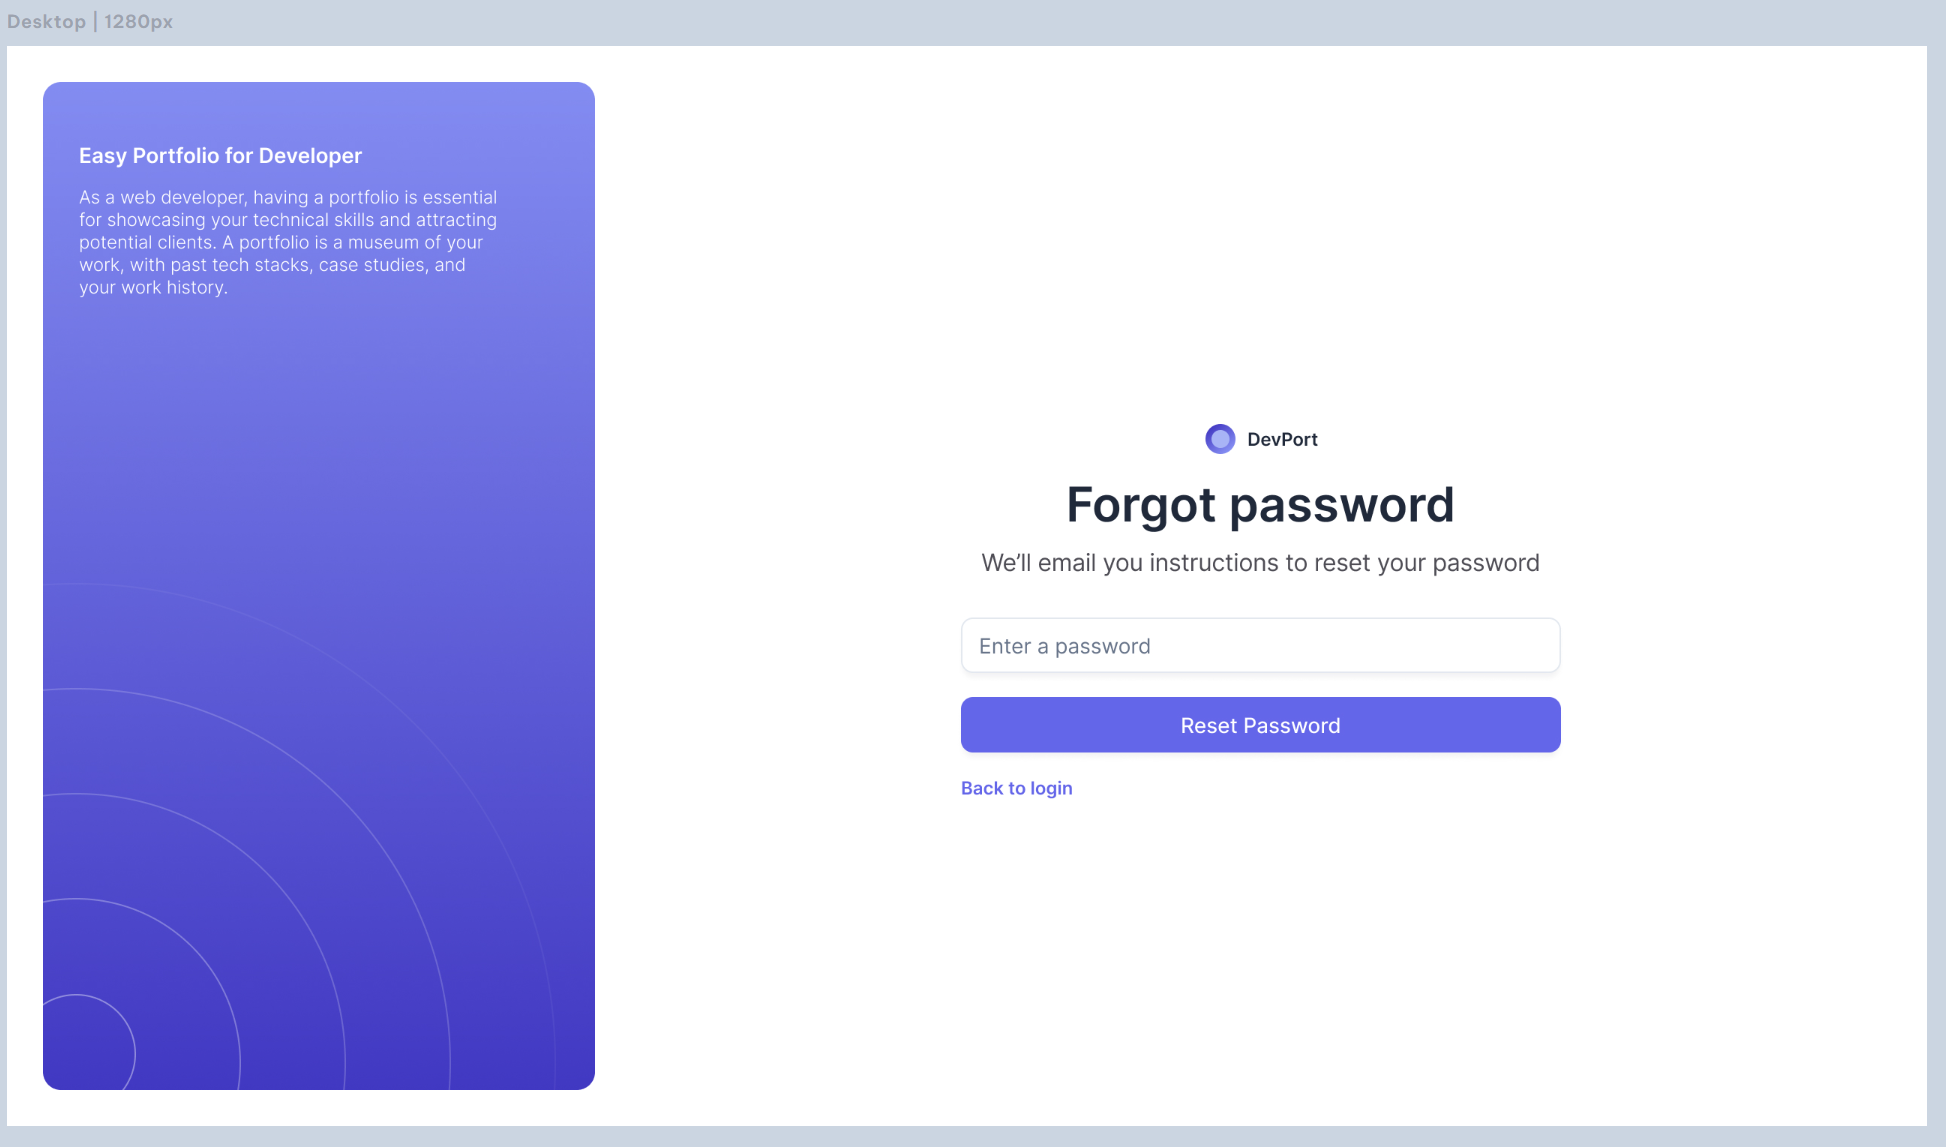 Desktop | 1280px
Easy Portfolio for Developer
As a web developer, having a portfolio is essential
for showcasing your technical skills and attracting
potential clients. A portfolio is a museum of your
work, with past tech stacks, case studies, and
your work history.
DevPort
Forgot password
We’ll email you instructions to reset your password
Enter a password
Reset Password
Back to login